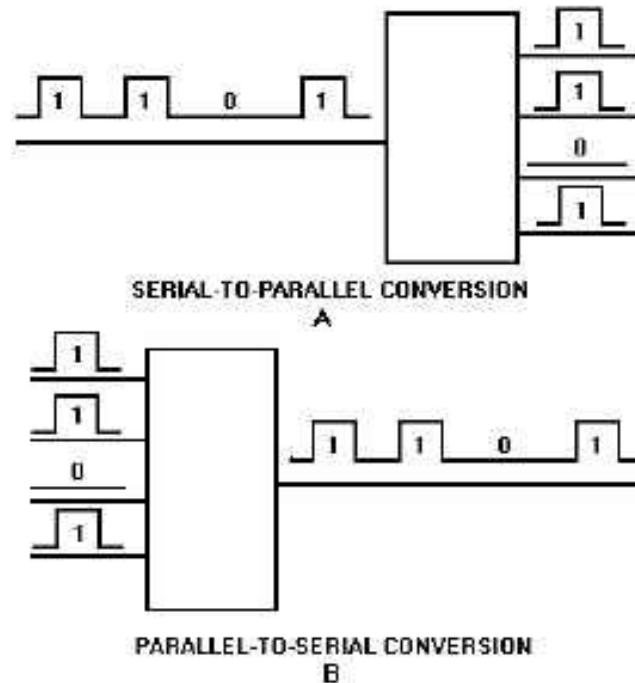 1
1 1 0 1
1
0
1
SERIAL-TO-PARALLEL CONVERSION
A
1
1
1 1 0 1
0
1
PARALLEL-TO-SERIAL CONVERSION
B